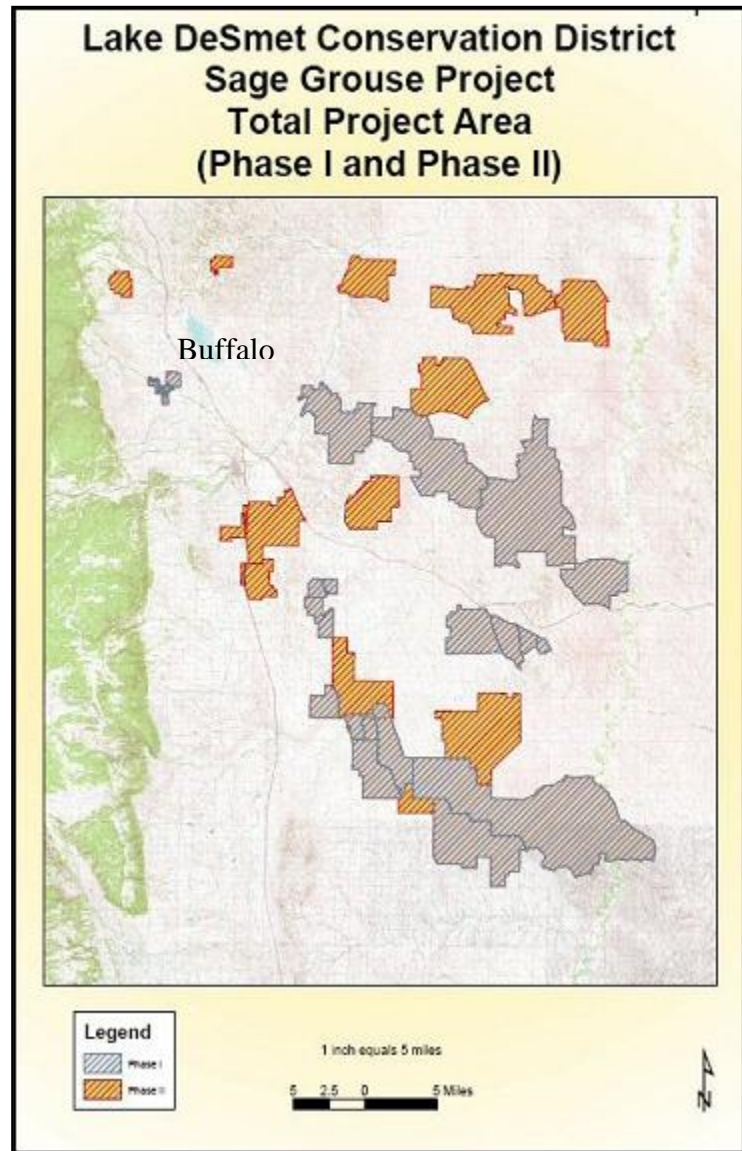 Lake DeSmet Conservation District
Sage Grouse Project
Total Project Area
(Phase I and Phase II)
Buffalo
Legend
Phase I
Phase II
1 inch equals 5 miles
5 2.5 0 5 Miles
N